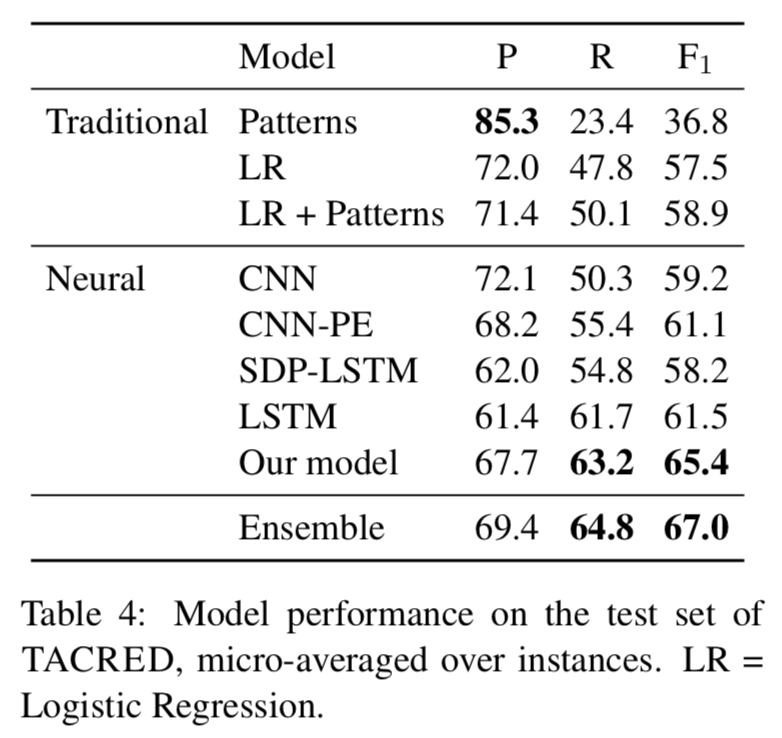 Model P R F1
Traditional Patterns 85.3 23.4 36.8
LR 72.0 47.8 57.5
LR + Patterns 71.4 50.1 58.9
Neural CNN 72.1 50.3 59.2
CNN-PE 68.2 55.4 61.1
SDP-LSTM 62.0 54.8 58.2
LSTM 61.4 61.7 61.5
Our model 67.7 63.2 65.4
Ensemble 69.4 64.8 67.0
Table 4: Model performance on the test set of
TACRED, micro-averaged over instances. LR =
Logistic Regression.